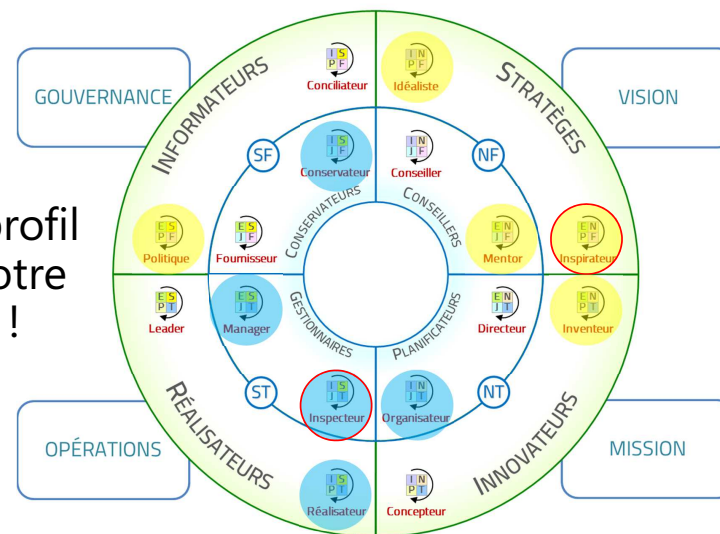 INFORMATEURS
STRATÈGES
GOUVERNANCE
VISION
I S
P F
Conciliateur
I N
P F
Idéaliste
SF
I S
J F
Conservateur
I N
J F
Conseiller
NF
CONSERVATEURS
CONSEILLERS
rofil
otre
!
E S
P F
Politique
E S
J F
Fournisseur
E N
J F
Mentor
E N
P F
Inspirateur
E S
P T
Leader
E S
J T
Manager
E N
J T
Directeur
E N
P T
Inventeur
GESTIONNAIRES
PLANIFICATEURS
ST
I S
J T
Inspecteur
I N
J T
Organisateur
NT
OPÉRATIONS
MISSION
RÉALISATEURS
INNOVATEURS
I S
P T
Réalisateur
I N
P T
Concepteur